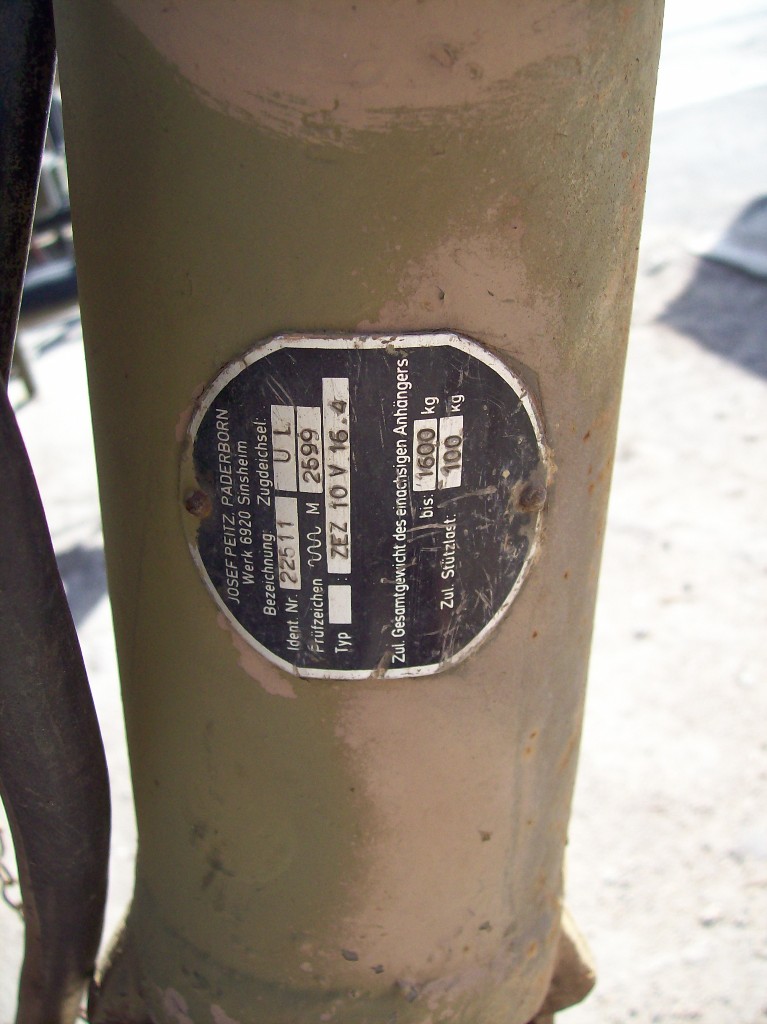 JOSEF PEITZ. PADERBORN
Werk 6920 Sinsheim
Bezeichnung: Zugdeichsel:
Ident. Nr. 22511 U L
Prüfzeichen M 2599
Typ : ZEZ 10 V 16.4
Zul. Gesamtgewicht des einachsigen Anhängers
bis: 1600 kg
Zul. Stützlast: 100 kg